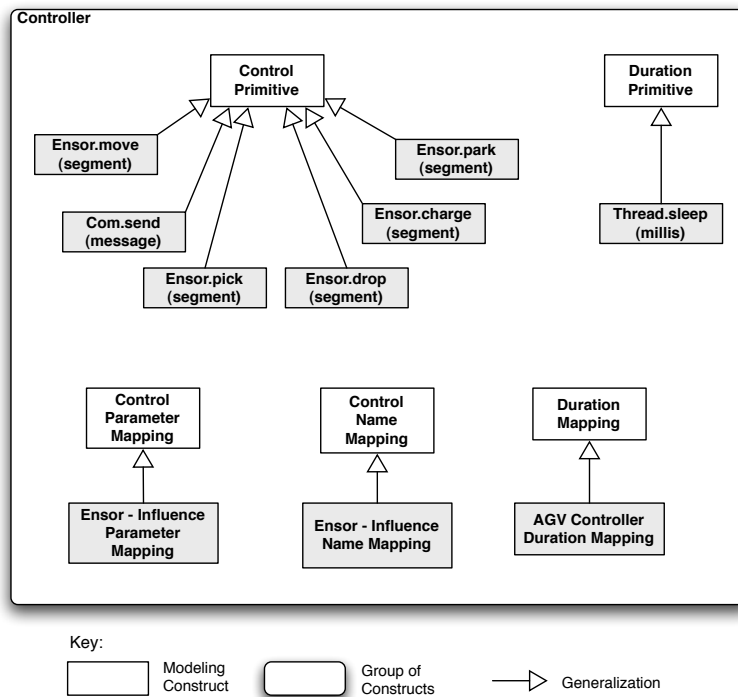 Controller
Control
Primitive
Duration
Primitive
Ensor.move
(segment)
Ensor.park
(segment)
Com.send
(message)
Ensor.charge
(segment)
Thread.sleep
(millis)
Ensor.pick
(segment)
Ensor.drop
(segment)
Control
Parameter
Mapping
Control
Name
Mapping
Duration
Mapping
Ensor - Influence
Parameter
Mapping
Ensor - Influence
Name Mapping
AGV Controller
Duration Mapping
Key:
Modeling
Construct
Group of
Constructs
Generalization